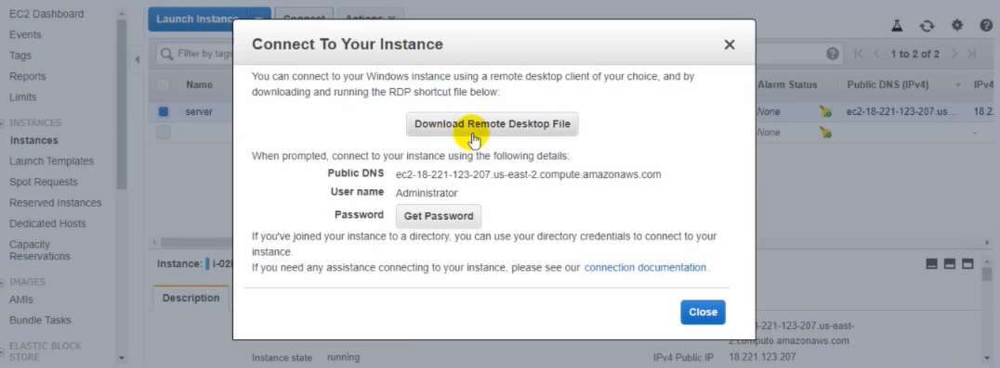 EC2 Dashboard
Events
Tags
Reports
Limits
INSTANCES
Instances
Launch Templates
Spot Requests
Reserved Instances
Dedicated Hosts
Capacity
Reservations
IMAGES
AMIs
Bundle Tasks
ELASTIC BLOCK
STORE
Launch Instance Connect Actions
Filter by tags
1 to 2 of 2
Name Alarm Status Public DNS (IPv4) IPv4
server None ec2-18-221-123-207.us... 18.2
None -
Connect To Your Instance
You can connect to your Windows instance using a remote desktop client of your choice, and by
downloading and running the RDP shortcut file below:
Download Remote Desktop File
When prompted, connect to your instance using the following details:
Public DNS ec2-18-221-123-207.us-east-2.compute.amazonaws.com
User name Administrator
Password Get Password
If you've joined your instance to a directory, you can use your directory credentials to connect to your
instance.
If you need any assistance connecting to your instance, please see our connection documentation.
Close
Instance: i-02
Description
-221-123-207.us-east-
2.compute.amazonaws.com
Instance state running IPv4 Public IP 18.221.123.207